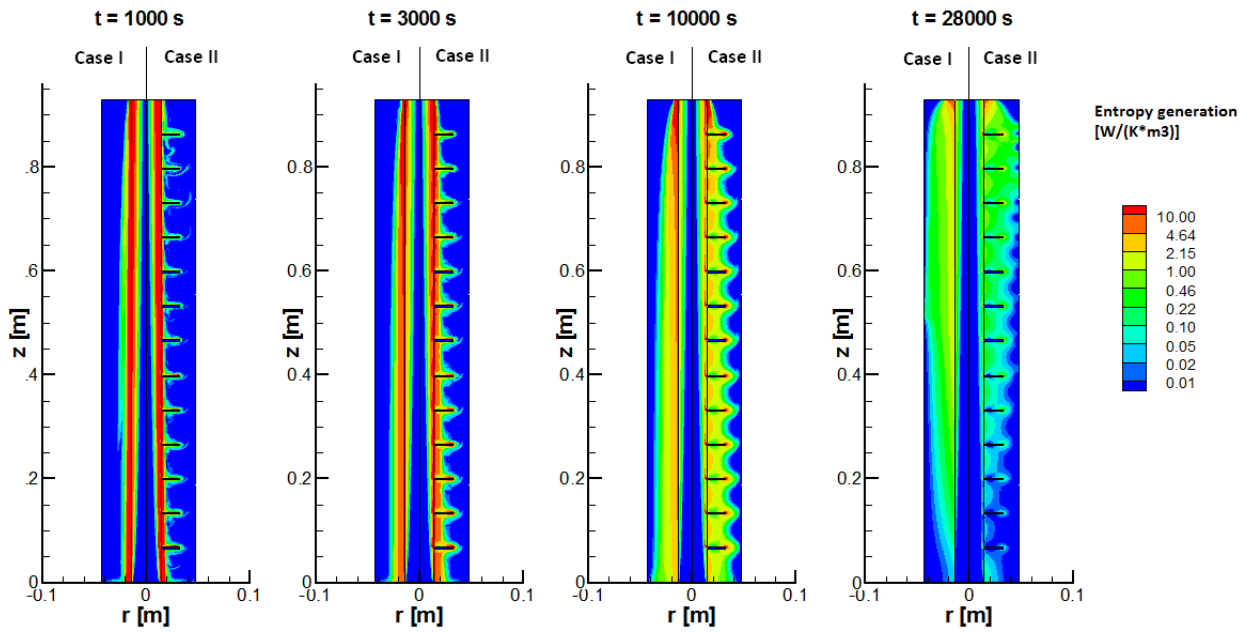 t = 1000 s
t = 3000 s
t = 10000 s
t = 28000 s
Case I
Case II
Case I
Case II
Case I
Case II
Case I
Case II
Entropy generation
[W/(K*m3)]
10.00
4.64
2.15
1.00
0.46
0.22
0.10
0.05
0.02
0.01
z [m]
.8
0.6
0.4
0.2
0
-0.1
0
0.1
r [m]
z [m]
0.8
0.6
0.4
0.2
0
-0.1
0
0.1
r [m]
z [m]
0.8
0.6
0.4
0.2
0
-0.1
0
0.1
r [m]
z [m]
0.8
0.6
0.4
0.2
0
-0.1
0
0.1
r [m]